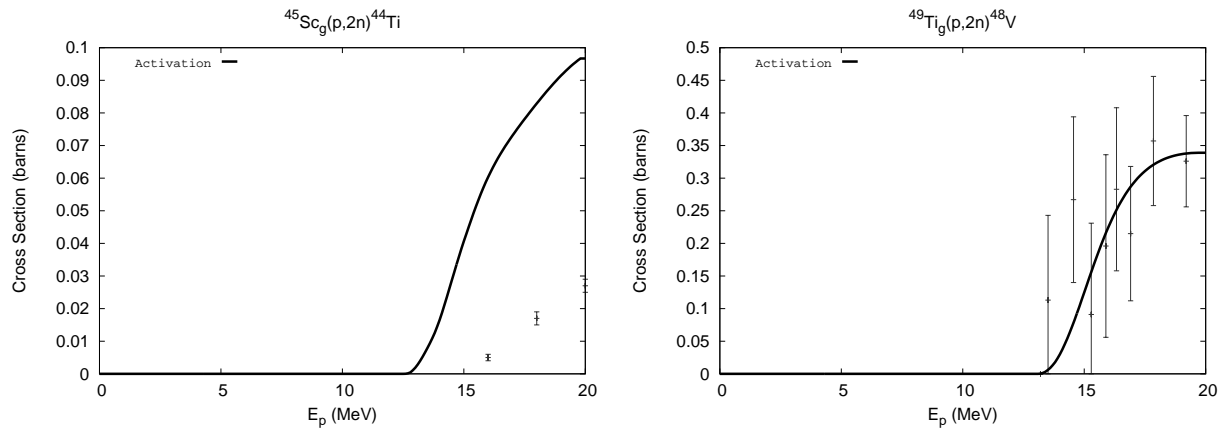 45Scg(p,2n)44Ti
Activation
0.1
0.09
0.08
0.07
0.06
0.05
0.04
0.03
0.02
0.01
0
Cross Section (barns)
0 5 10 15 20
Ep (MeV)
49Tig(p,2n)48V
Activation
0.5
0.45
0.4
0.35
0.3
0.25
0.2
0.15
0.1
0.05
0
Cross Section (barns)
0 5 10 15 20
Ep (MeV)